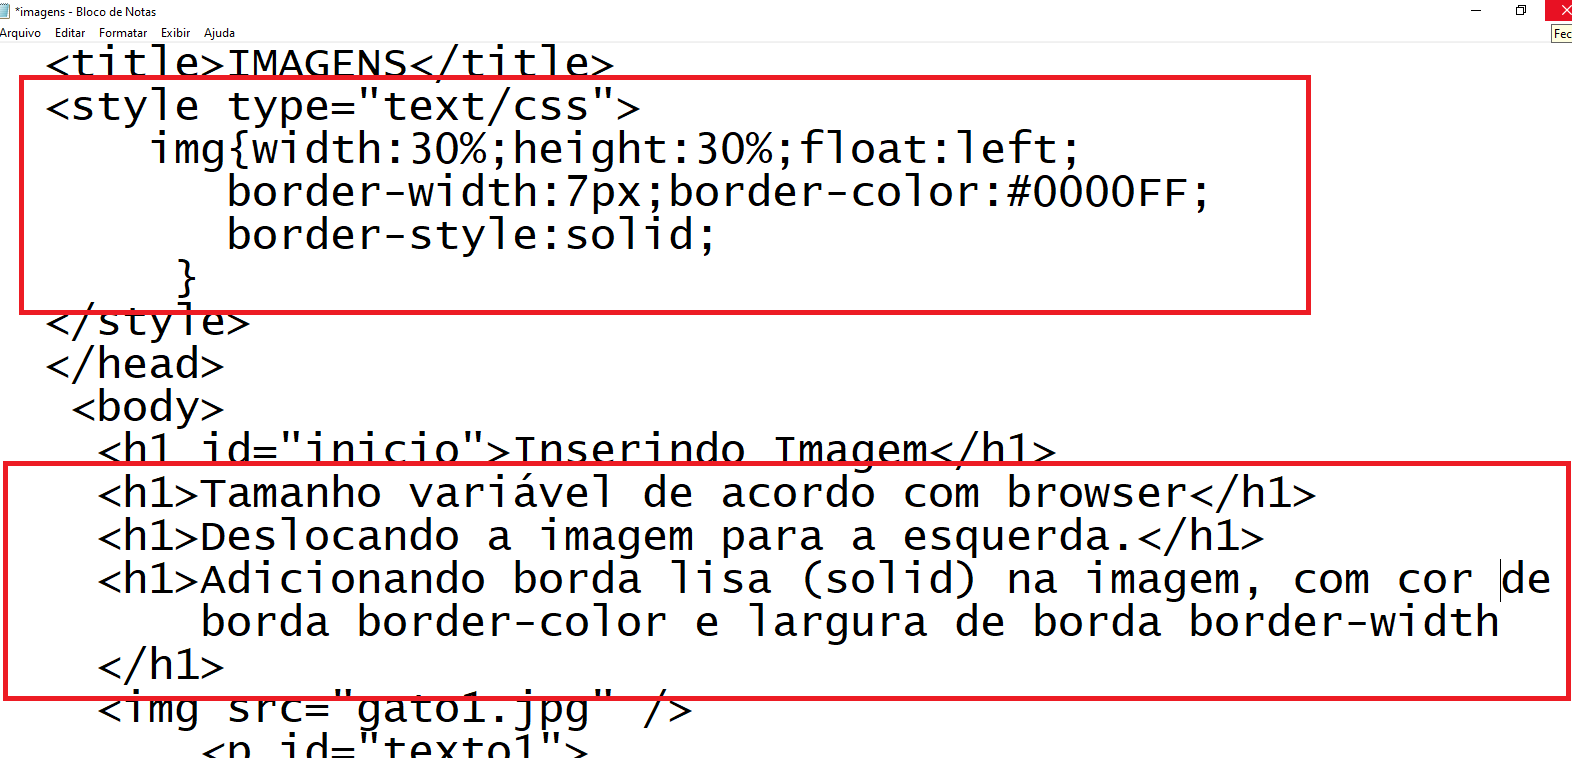 *imagens - Bloco de Notas
Arquivo Editar Formatar Exibir Ajuda
Fec
<title>IMAGENS</title>
<style type="text/css">
img{width:30%;height:30%;float:left;
border-width:7px;border-color:#0000FF;
border-style:solid;
}
</style>
</head>
<body>
<h1 id="inicio">Inserindo Imagem</h1>
<h1>Tamanho variável de acordo com browser</h1>
<h1>Deslocando a imagem para a esquerda.</h1>
<h1>Adicionando borda lisa (solid) na imagem, com cor de
borda border-color e largura de borda border-width
</h1>
<img src="gato1.jpg" />
<p id="texto1">